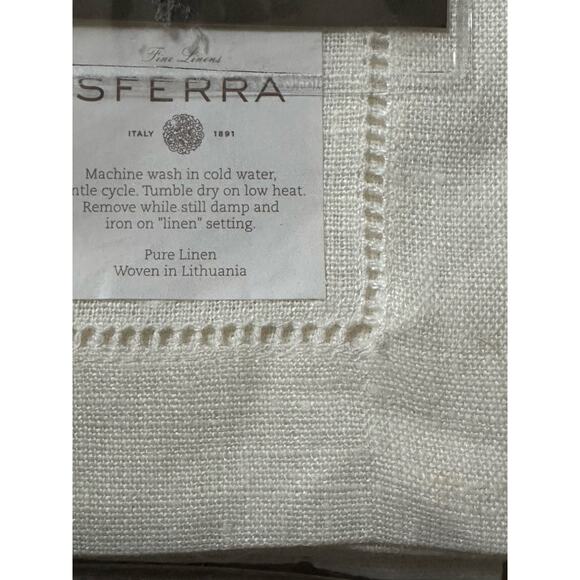 Fine Linens
SFERRA
ITALY 1891
Machine wash in cold water,
ntle cycle. Tumble dry on low heat.
Remove while still damp and
iron on "linen" setting.
Pure Linen
Woven in Lithuania